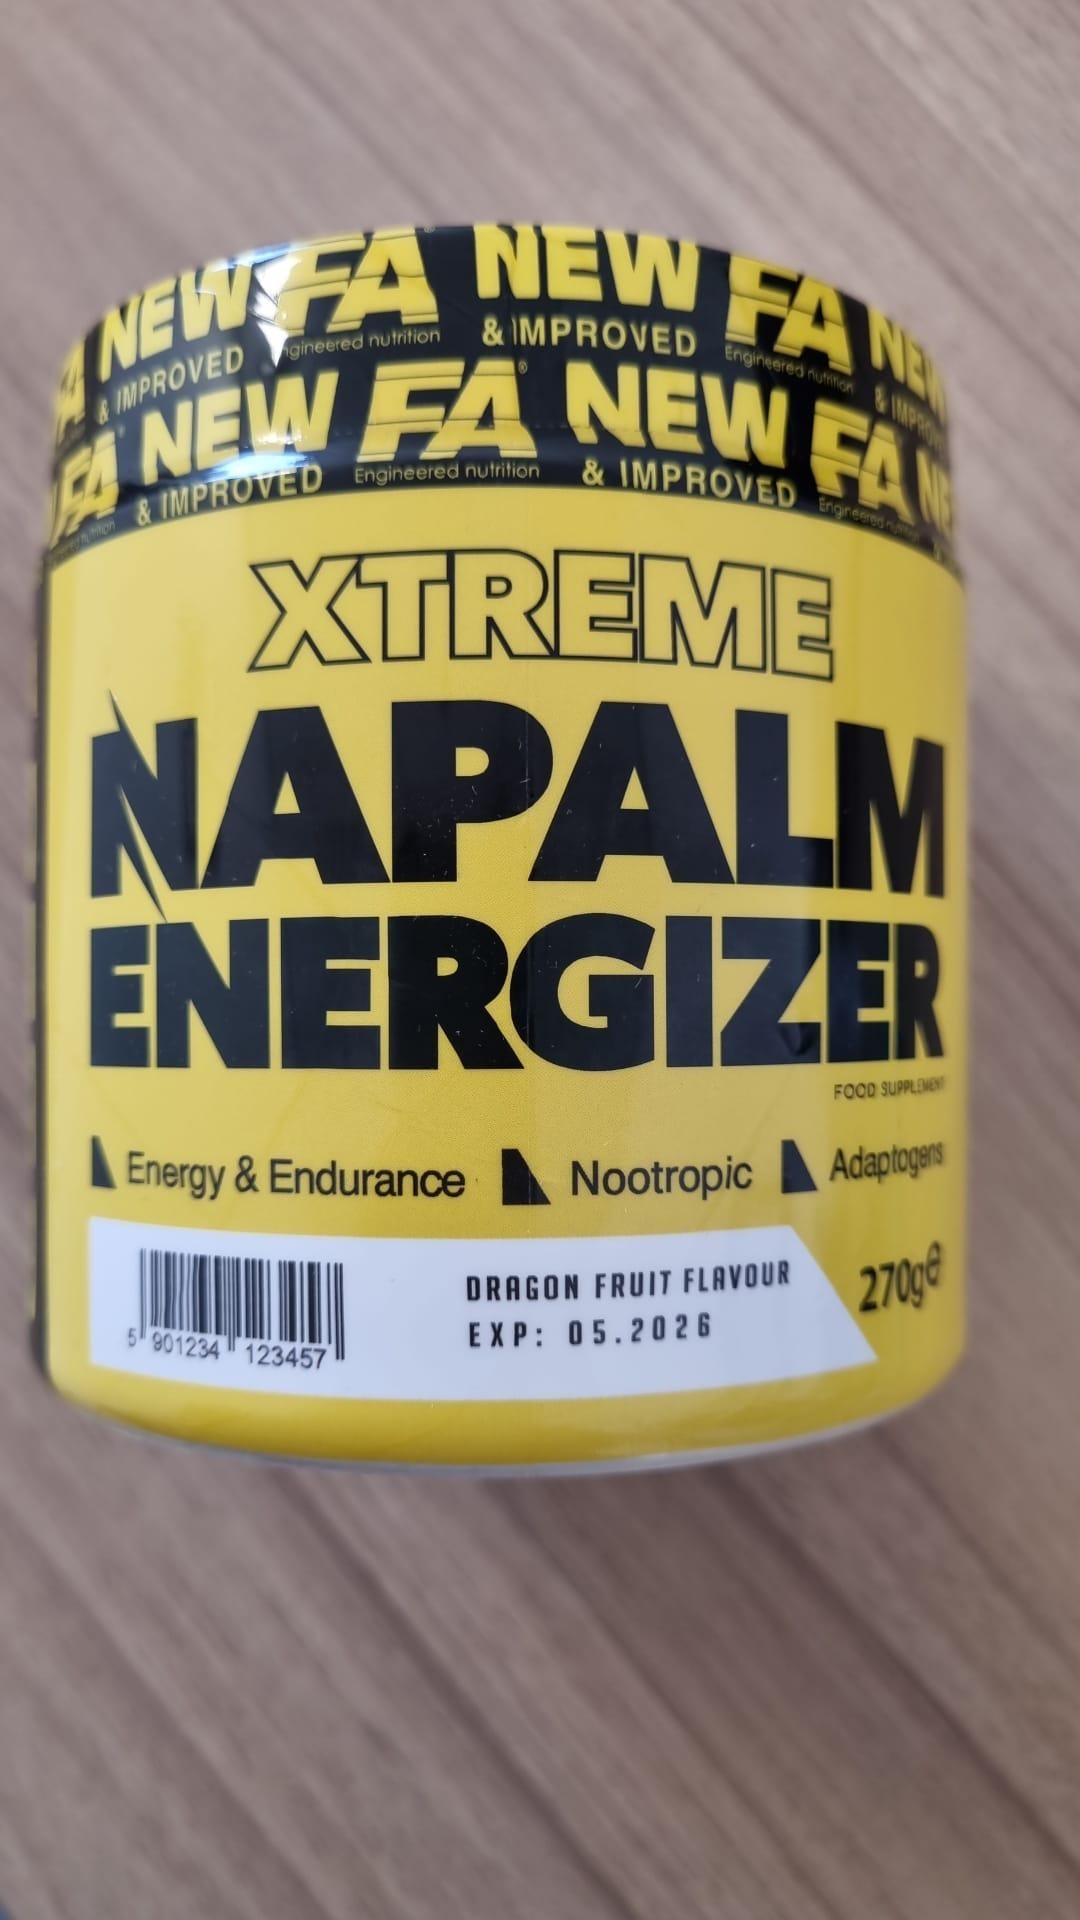 NEW FA® NEW FA NEW
& IMPROVED Engineered nutrition & IMPROVED Engineered nutrition & IMPROVED
FA NEW FA® NEW FA NE
& IMPROVED Engineered nutrition & IMPROVED Engineered nutrition
XTREME
NAPALM
ENERGIZER
FOOD SUPPLEMENT
Energy & Endurance Nootropic Adaptogens
DRAGON FRUIT FLAVOUR
EXP: 05.2026
270g℮
5 901234 123457